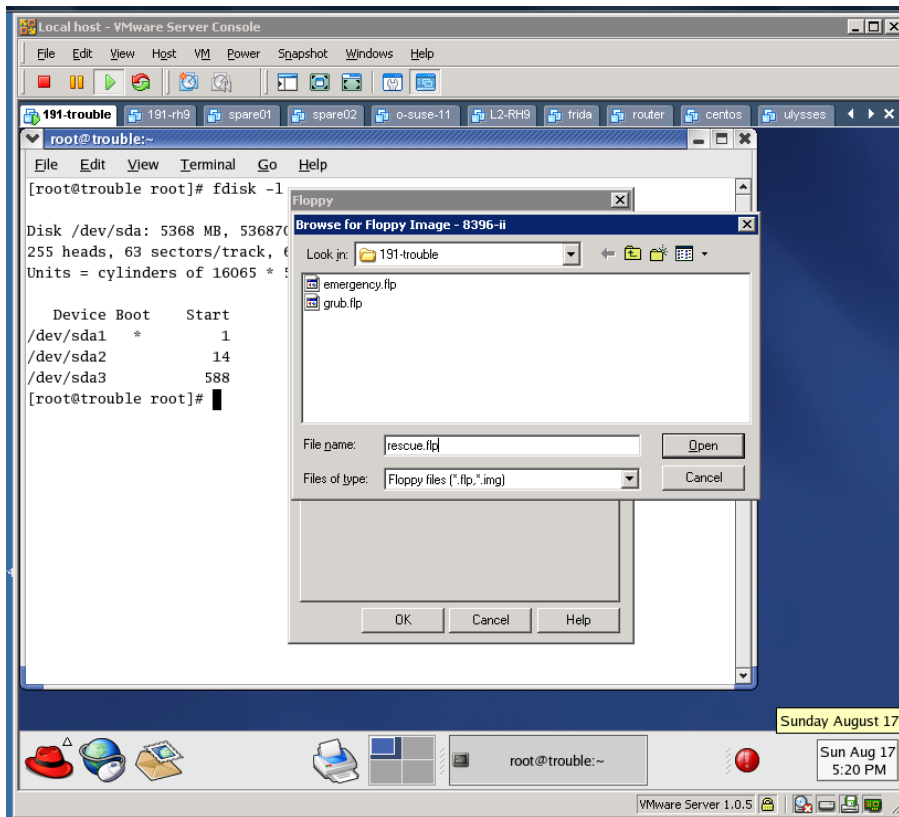 Local host - VMware Server Console
File Edit View Host VM Power Snapshot Windows Help
191-trouble 191-rh9 spare01 spare02 o-suse-11 L2-RH9 frida router centos ulysses
root@trouble:~
File Edit View Terminal Go Help
[root@trouble root]# fdisk -l
Floppy
Browse for Floppy Image - 8396-ii
Disk /dev/sda: 5368 MB, 53687
255 heads, 63 sectors/track,
Look in: 191-trouble
Units = cylinders of 16065 *
emergency.flp
grub.flp
Device Boot Start
/dev/sda1 * 1
/dev/sda2 14
/dev/sda3 588
[root@trouble root]#
File name: rescue.flp Open
Files of type: Floppy files (*.flp,*.img) Cancel
OK Cancel Help
Sunday August 17
root@trouble:~
Sun Aug 17
5:20 PM
VMware Server 1.0.5